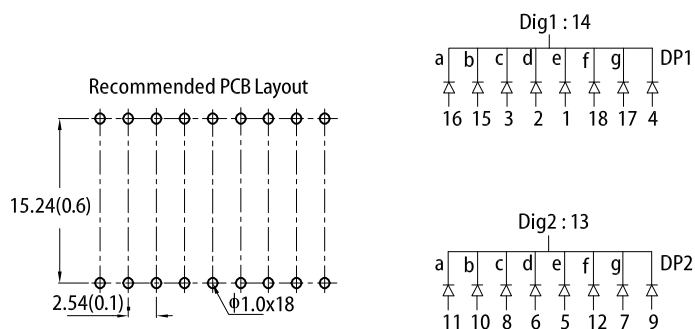 Dig1 : 14
a b c d e f g DP1
16 15 3 2 1 18 17 4
Recommended PCB Layout
15.24(0.6)
2.54(0.1)
ϕ1.0x18
Dig2 : 13
a b c d e f g DP2
11 10 8 6 5 12 7 9